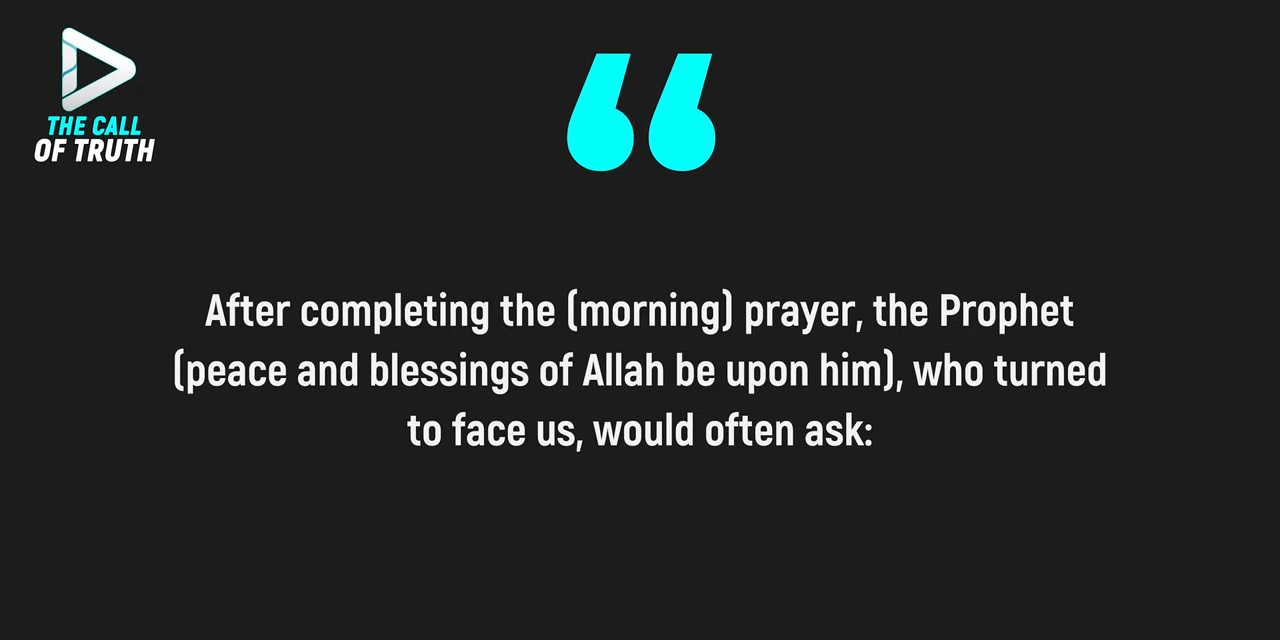 THE CALL
OF TRUTH
“
After completing the (morning) prayer, the Prophet
(peace and blessings of Allah be upon him), who turned
to face us, would often ask: